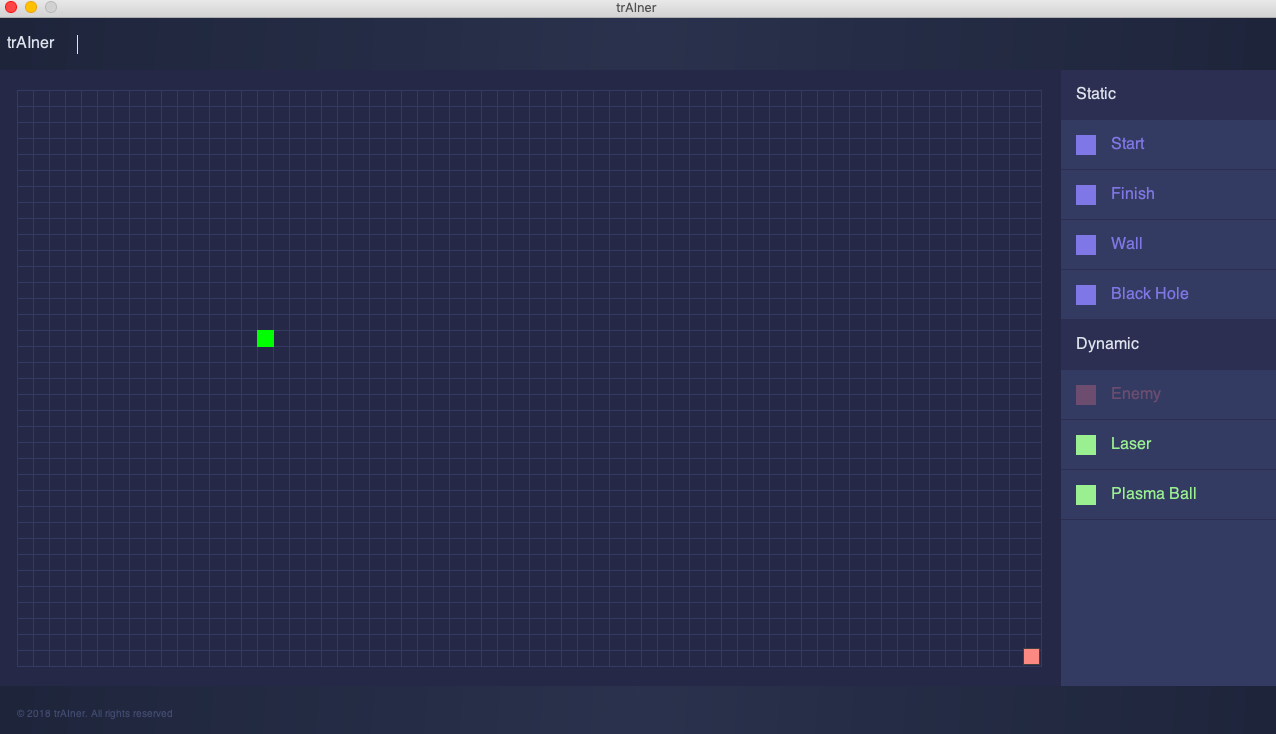 trAIner
trAIner
Static
Start
Finish
Wall
Black Hole
Dynamic
Enemy
Laser
Plasma Ball
© 2018 trAIner. All rights reserved